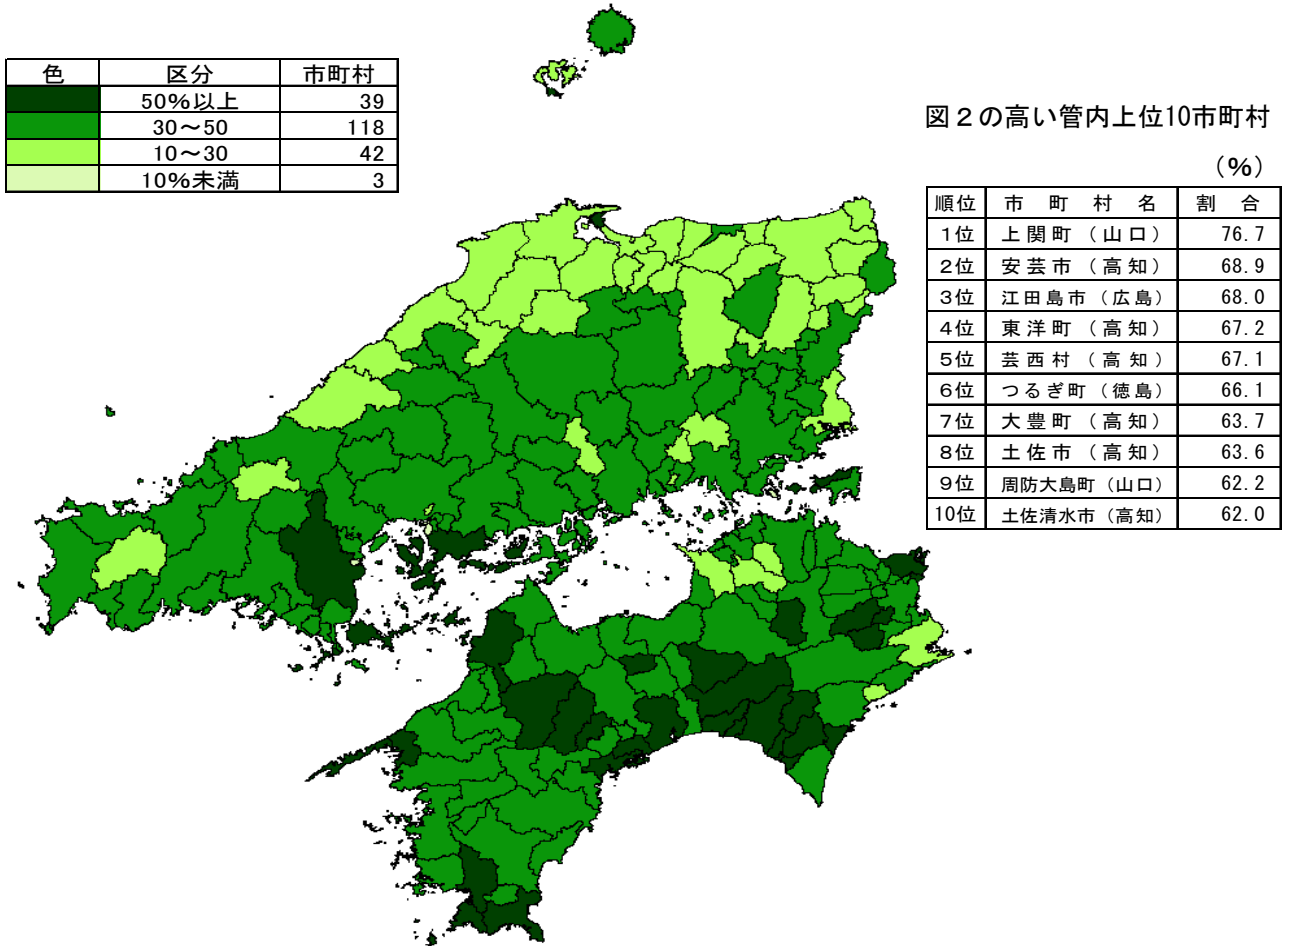 色 区分 市町村
50%以上 39
30～50 118
10～30 42
10%未満 3
図２の高い管内上位10市町村
（%）
順位 市町村名 割合
1位 上関町（山口） 76.7
2位 安芸市（高知） 68.9
3位 江田島市（広島） 68.0
4位 東洋町（高知） 67.2
5位 芸西村（高知） 67.1
6位 つるぎ町（徳島） 66.1
7位 大豊町（高知） 63.7
8位 土佐市（高知） 63.6
9位 周防大島町（山口） 62.2
10位 土佐清水市（高知） 62.0